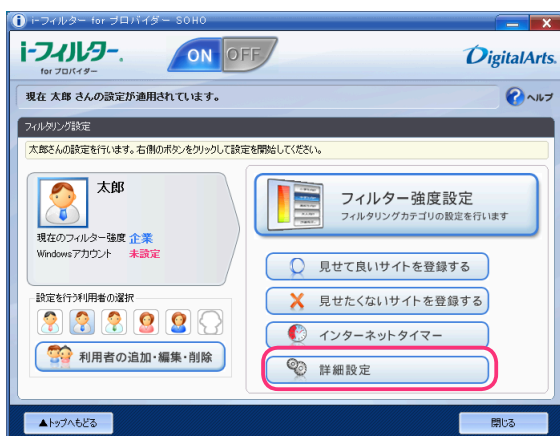 i-フィルター for プロバイダー SOHO
i-フィルター®
for プロバイダー
ON OFF
DigitalArts.
現在 太郎 さんの設定が適用されています。
ヘルプ
フィルタリング設定
太郎さんの設定を行います。右側のボタンをクリックして設定を開始してください。
太郎
現在のフィルター強度 企業
Windowsアカウント 未設定
設定を行う利用者の選択
利用者の追加・編集・削除
フィルター強度設定
フィルタリングカテゴリの設定を行います
見せて良いサイトを登録する
見せたくないサイトを登録する
インターネットタイマー
詳細設定
▲トップへもどる
閉じる